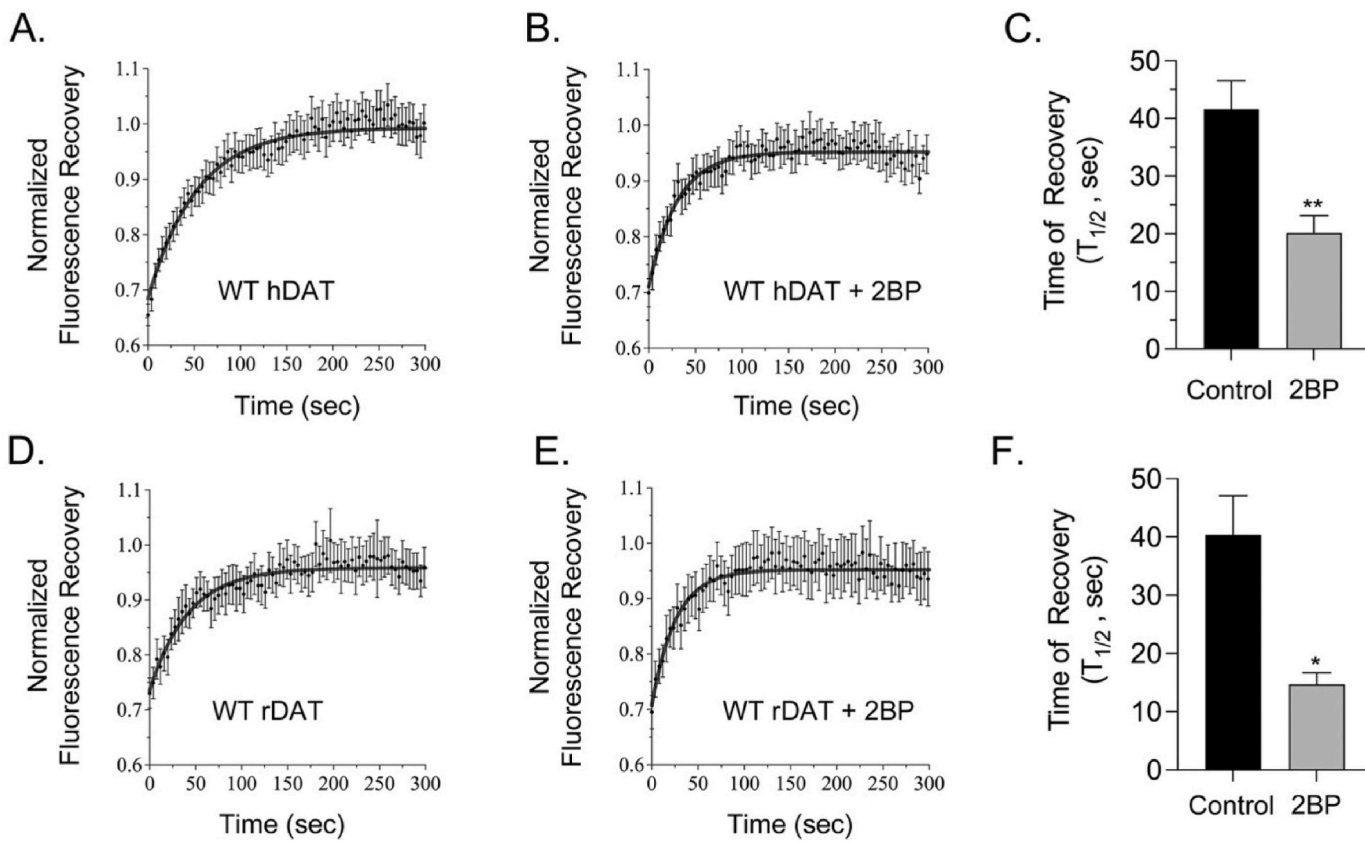 A.
Normalized
Fluorescence Recovery
1.1
1.0
0.9
0.8
0.7
0.6
WT hDAT
0 50 100 150 200 250 300
Time (sec)
B.
Normalized
Fluorescence Recovery
1.1
1.0
0.9
0.8
0.7
0.6
WT hDAT + 2BP
0 50 100 150 200 250 300
Time (sec)
C.
Time of Recovery
(T1/2, sec)
50
40
30
20
10
0
**
Control 2BP
D.
Normalized
Fluorescence Recovery
1.1
1.0
0.9
0.8
0.7
0.6
WT rDAT
0 50 100 150 200 250 300
Time (sec)
E.
Normalized
Fluorescence Recovery
1.1
1.0
0.9
0.8
0.7
0.6
WT rDAT + 2BP
0 50 100 150 200 250 300
Time (sec)
F.
Time of Recovery
(T1/2, sec)
50
40
30
20
10
0
*
Control 2BP